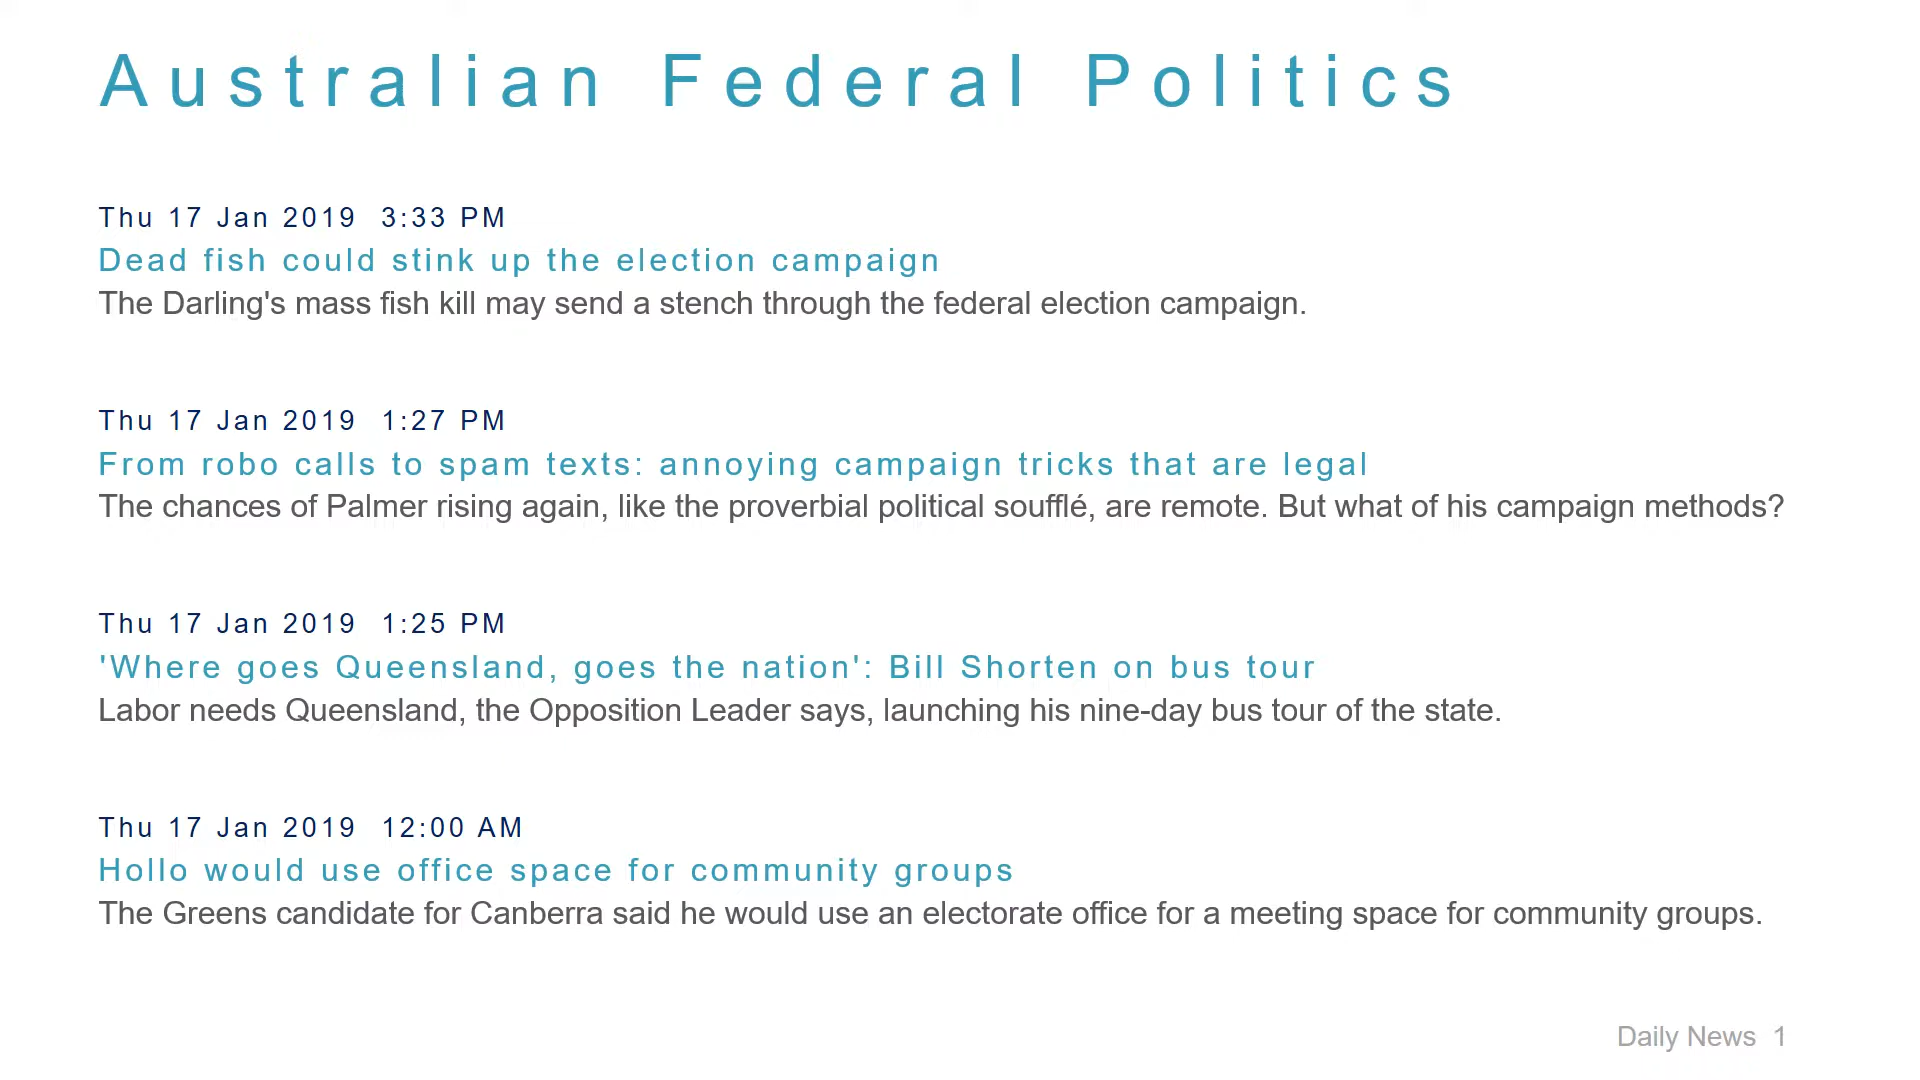 Australian Federal Politics
Thu 17 Jan 2019 3:33 PM
Dead fish could stink up the election campaign
The Darling's mass fish kill may send a stench through the federal election campaign.
Thu 17 Jan 2019 1:27 PM
From robo calls to spam texts: annoying campaign tricks that are legal
The chances of Palmer rising again, like the proverbial political soufflé, are remote. But what of his campaign methods?
Thu 17 Jan 2019 1:25 PM
'Where goes Queensland, goes the nation': Bill Shorten on bus tour
Labor needs Queensland, the Opposition Leader says, launching his nine-day bus tour of the state.
Thu 17 Jan 2019 12:00 AM
Hollo would use office space for community groups
The Greens candidate for Canberra said he would use an electorate office for a meeting space for community groups.
Daily News 1